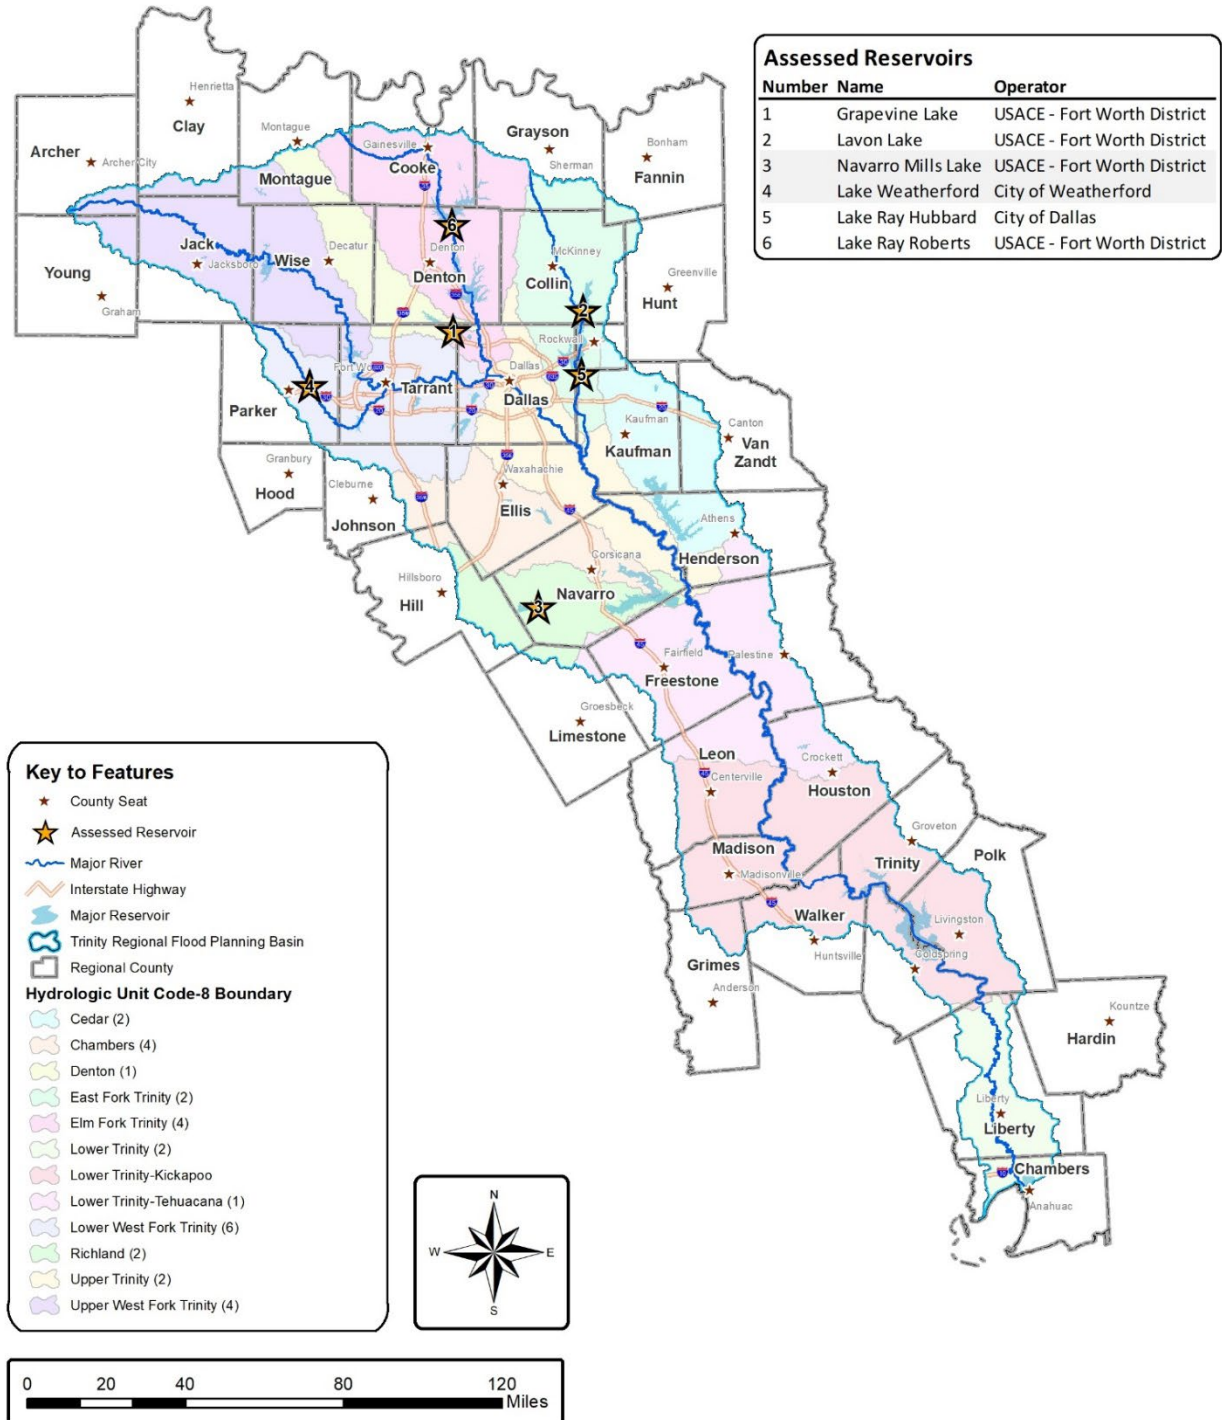 Assessed Reservoirs
Number Name Operator
1 Grapevine Lake USACE - Fort Worth District
2 Lavon Lake USACE - Fort Worth District
3 Navarro Mills Lake USACE - Fort Worth District
4 Lake Weatherford City of Weatherford
5 Lake Ray Hubbard City of Dallas
6 Lake Ray Roberts USACE - Fort Worth District
Henrietta
Clay
Montague
Gainesville
Grayson
Bonham
Archer
Archer City
Sherman
Cooke
Fannin
Montague
6
Jack
Decatur
Denton
McKinney
Young
Jacksboro
Wise
Denton
Collin
Greenville
Graham
Hunt
2
1
Rockwall
Fort Wo
Dallas
4
5
Tarrant
Parker
Dallas
Kaufman
Canton
Van
Zandt
Kaufman
Granbury
Waxahachie
Hood
Cleburne
Ellis
Athens
Johnson
Corsicana
Henderson
Hillsboro
Navarro
Hill
3
Fairfield
Palestine
Freestone
Groesbeck
Limestone
Leon
Crockett
Centerville
Houston
Groveton
Madison
Trinity
Polk
Madisonville
Walker
Livingston
Huntsville
Coldspring
Grimes
Anderson
Kountze
Hardin
Liberty
Liberty
Chambers
Anahuac
Key to Features
County Seat
Assessed Reservoir
Major River
Interstate Highway
Major Reservoir
Trinity Regional Flood Planning Basin
Regional County
Hydrologic Unit Code-8 Boundary
Cedar (2)
Chambers (4)
Denton (1)
East Fork Trinity (2)
Elm Fork Trinity (4)
Lower Trinity (2)
Lower Trinity-Kickapoo
Lower Trinity-Tehuacana (1)
Lower West Fork Trinity (6)
Richland (2)
Upper Trinity (2)
Upper West Fork Trinity (4)
N
W E
S
0 20 40 80 120
Miles